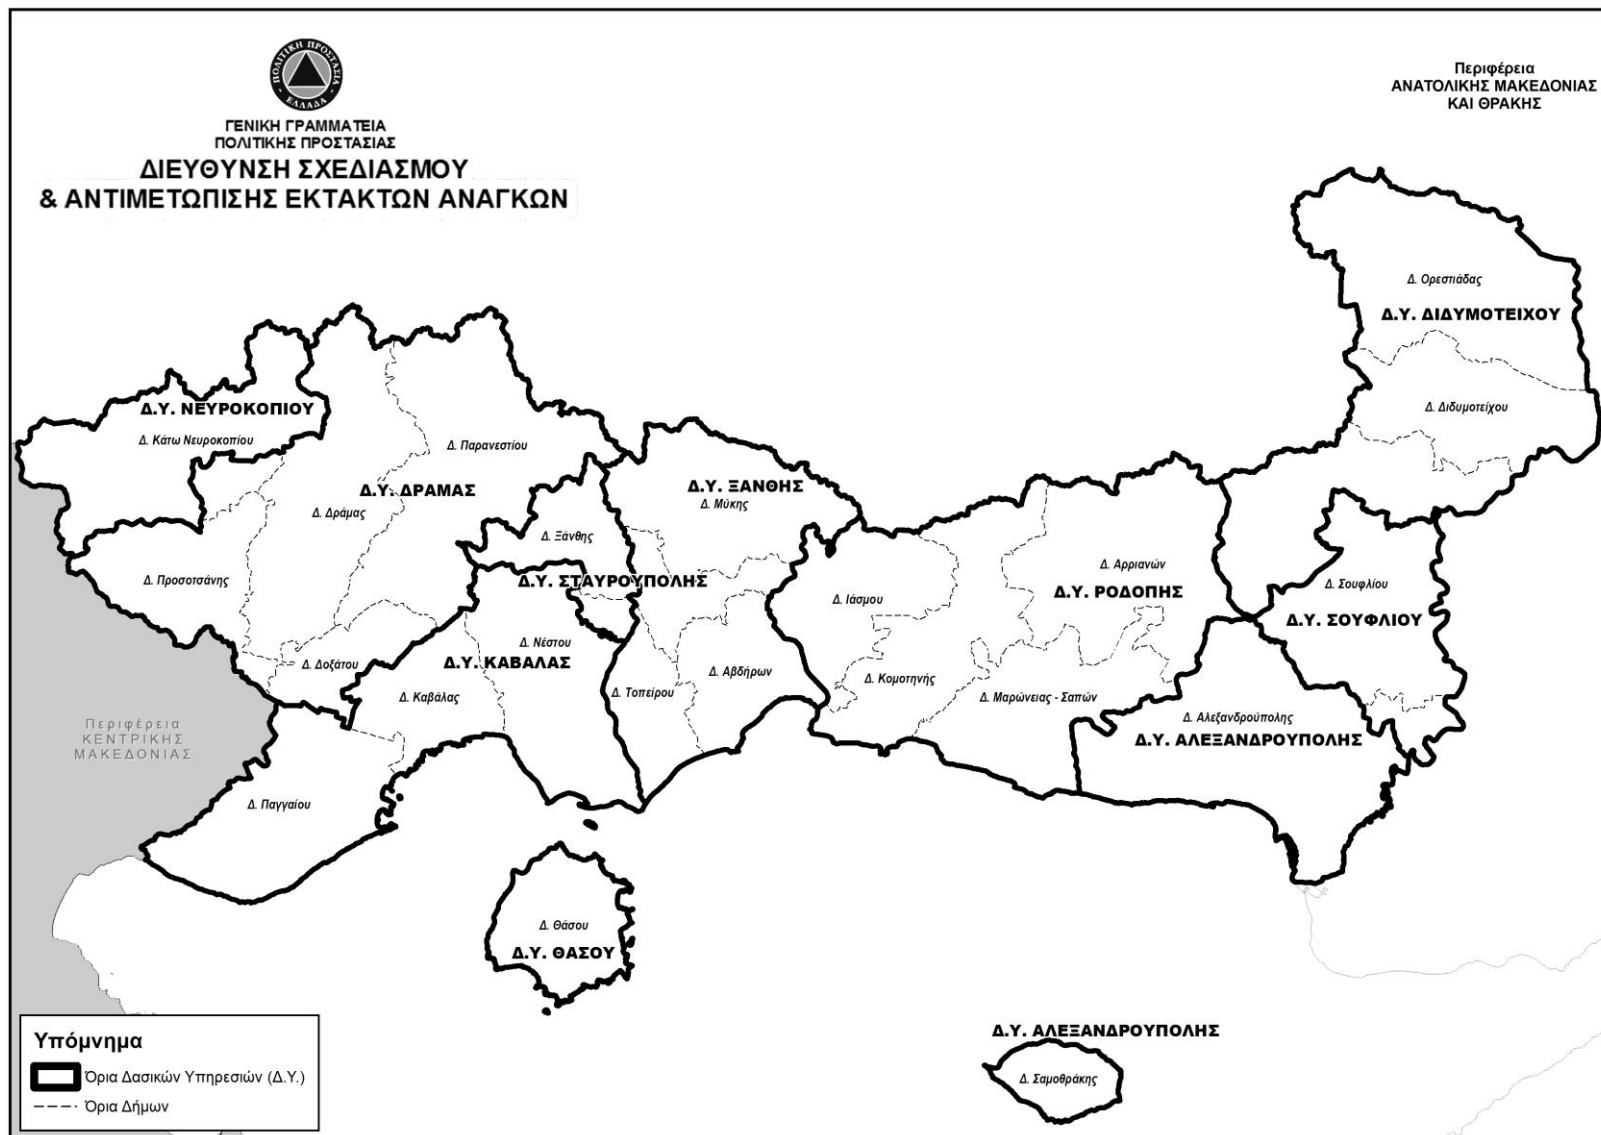 ΠΟΛΙΤΙΚΗ ΠΡΟΣΤΑΣΙΑ
ΕΛΛΑΔΑ
ΓΕΝΙΚΗ ΓΡΑΜΜΑΤΕΙΑ
ΠΟΛΙΤΙΚΗΣ ΠΡΟΣΤΑΣΙΑΣ
ΔΙΕΥΘΥΝΣΗ ΣΧΕΔΙΑΣΜΟΥ
& ΑΝΤΙΜΕΤΩΠΙΣΗΣ ΕΚΤΑΚΤΩΝ ΑΝΑΓΚΩΝ
Περιφέρεια
ΑΝΑΤΟΛΙΚΗΣ ΜΑΚΕΔΟΝΙΑΣ
ΚΑΙ ΘΡΑΚΗΣ
Δ. Ορεστιάδας
Δ.Υ. ΔΙΔΥΜΟΤΕΙΧΟΥ
Δ. Διδυμοτείχου
Δ.Υ. ΝΕΥΡΟΚΟΠΙΟΥ
Δ. Κάτω Νευροκοπίου
Δ. Παρανεστίου
Δ.Υ. ΔΡΑΜΑΣ
Δ. Δράμας
Δ.Υ. ΞΑΝΘΗΣ
Δ. Μύκης
Δ. Ξάνθης
Δ. Προσοτσάνης
Δ.Υ. ΣΤΑΥΡΟΥΠΟΛΗΣ
Δ. Αρριανών
Δ.Υ. ΡΟΔΟΠΗΣ
Δ. Ιάσμου
Δ. Σουφλίου
Δ.Υ. ΣΟΥΦΛΙΟΥ
Δ. Νέστου
Δ.Υ. ΚΑΒΑΛΑΣ
Δ. Δοξάτου
Δ. Καβάλας
Δ. Τοπείρου
Δ. Αβδήρων
Δ. Κομοτηνής
Δ. Μαρώνειας - Σαπών
Δ. Αλεξανδρούπολης
Δ.Υ. ΑΛΕΞΑΝΔΡΟΥΠΟΛΗΣ
Περιφέρεια
ΚΕΝΤΡΙΚΗΣ
ΜΑΚΕΔΟΝΙΑΣ
Δ. Παγγαίου
Δ. Θάσου
Δ.Υ. ΘΑΣΟΥ
Δ.Υ. ΑΛΕΞΑΝΔΡΟΥΠΟΛΗΣ
Δ. Σαμοθράκης
Υπόμνημα
Όρια Δασικών Υπηρεσιών (Δ.Υ.)
Όρια Δήμων